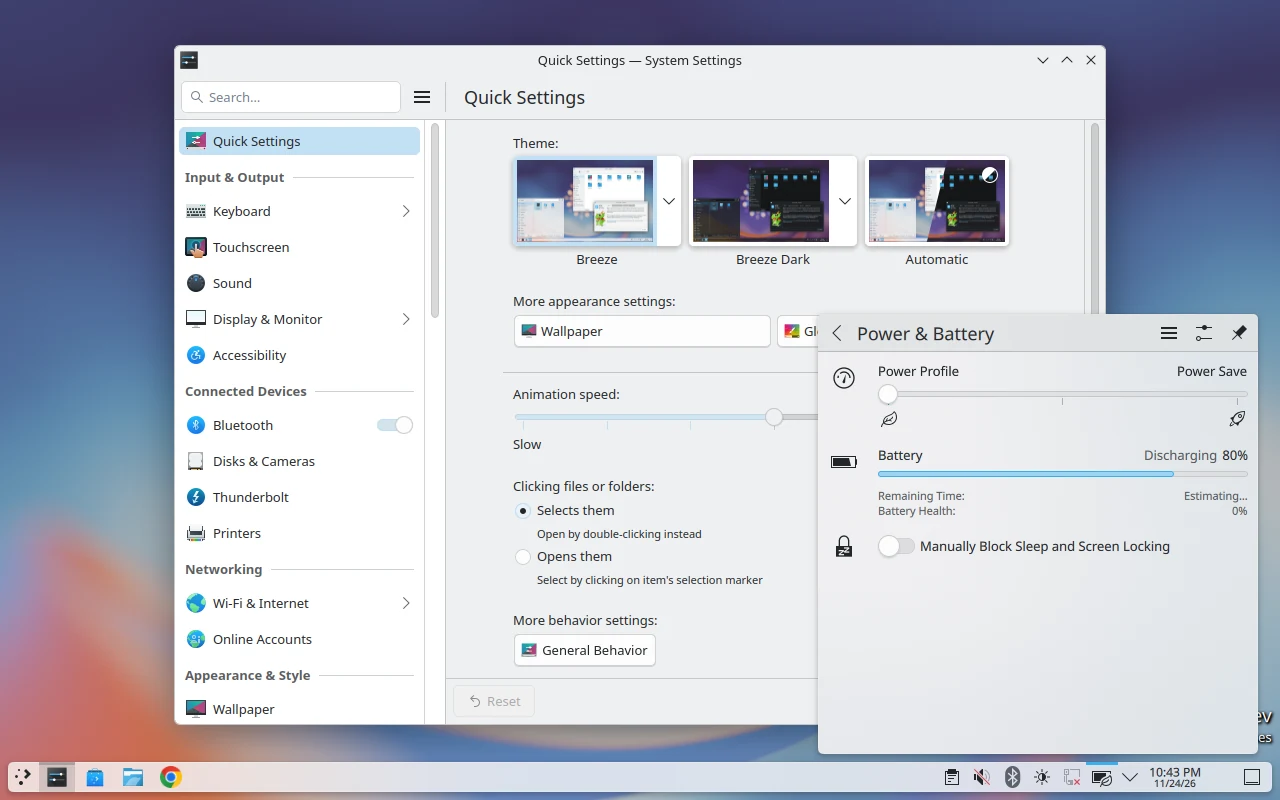 Quick Settings — System Settings
Search...
Quick Settings
Quick Settings
Input & Output
Keyboard
Touchscreen
Sound
Display & Monitor
Accessibility
Connected Devices
Bluetooth
Disks & Cameras
Thunderbolt
Printers
Networking
Wi-Fi & Internet
Online Accounts
Appearance & Style
Wallpaper
Theme:
Breeze
Breeze Dark
Automatic
More appearance settings:
Wallpaper
Animation speed:
Slow
Clicking files or folders:
Selects them
Open by double-clicking instead
Opens them
Select by clicking on item's selection marker
More behavior settings:
General Behavior
Reset
Power & Battery
Power Profile
Power Save
Battery
Discharging 80%
Remaining Time:
Estimating...
Battery Health:
0%
Manually Block Sleep and Screen Locking
10:43 PM
11/24/26